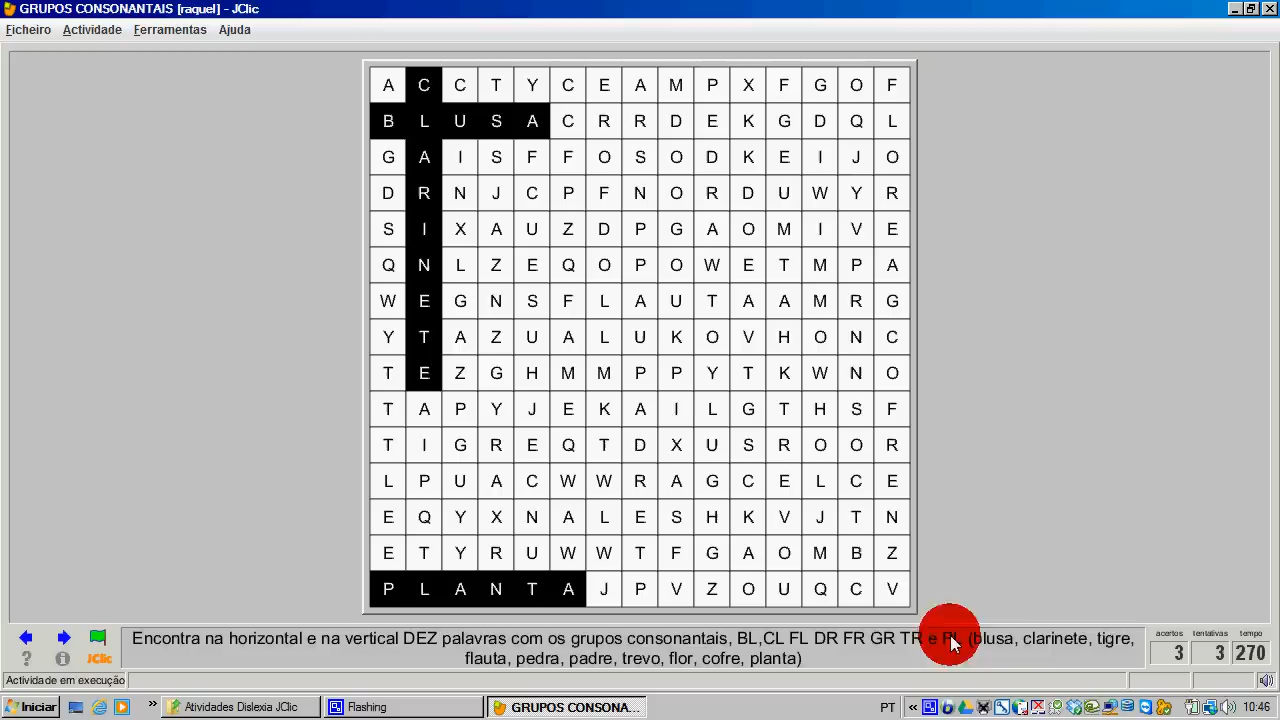 GRUPOS CONSONANTAIS [raquel] - JClic
Ficheiro Actividade Ferramentas Ajuda
A C C T Y C E A M P X F G O F
B L U S A C R R D E K G D Q L
G A I S F F O S O D K E I J O
D R N J C P F N O R D U W Y R
S I X A U Z D P G A O M I V E
Q N L Z E Q O P O W E T M P A
W E G N S F L A U T A A M R G
Y T A Z U A L U K O V H O N C
T E Z G H M M P P Y T K W N O
T A P Y J E K A I L G T H S F
T I G R E Q T D X U S R O O R
L P U A C W W R A G C E L C E
E Q Y X N A L E S H K V J T N
E T Y R U W W T F G A O M B Z
P L A N T A J P V Z O U Q C V
Encontra na horizontal e na vertical DEZ palavras com os grupos consonantais, BL,CL FL DR FR GR TR e PL (blusa, clarinete, tigre,
flauta, pedra, padre, trevo, flor, cofre, planta)
JClic
acertos tentativas tempo
3 3 270
Actividade em execução
Iniciar » Atividades Dislexia JClic Flashing GRUPOS CONSONA... PT « 10:46